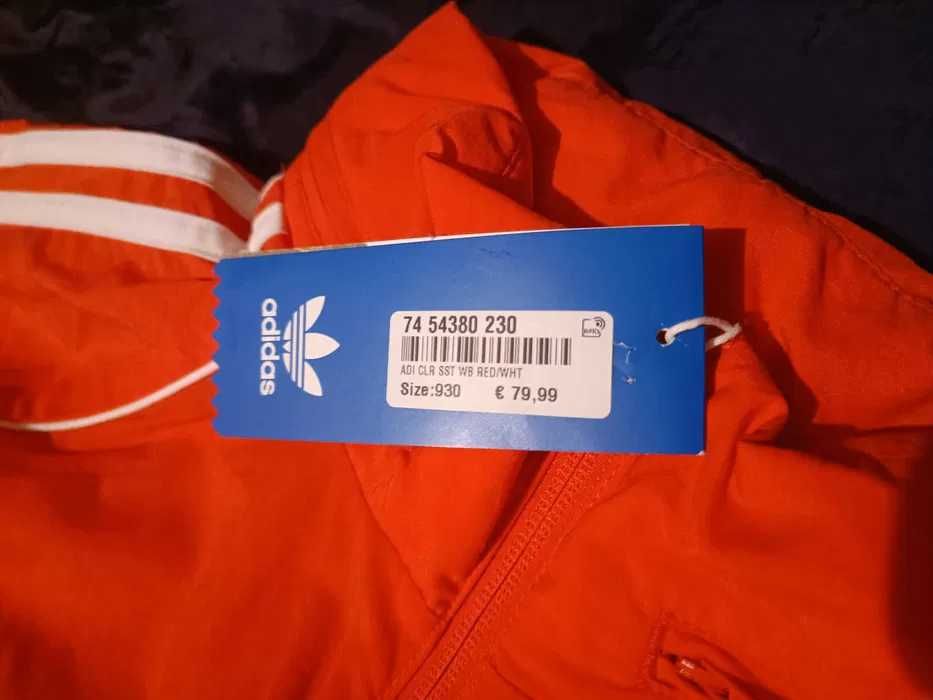 adidas
74 54380 230
ADI CLR SST WB RED/WHT
Size:930 € 79,99